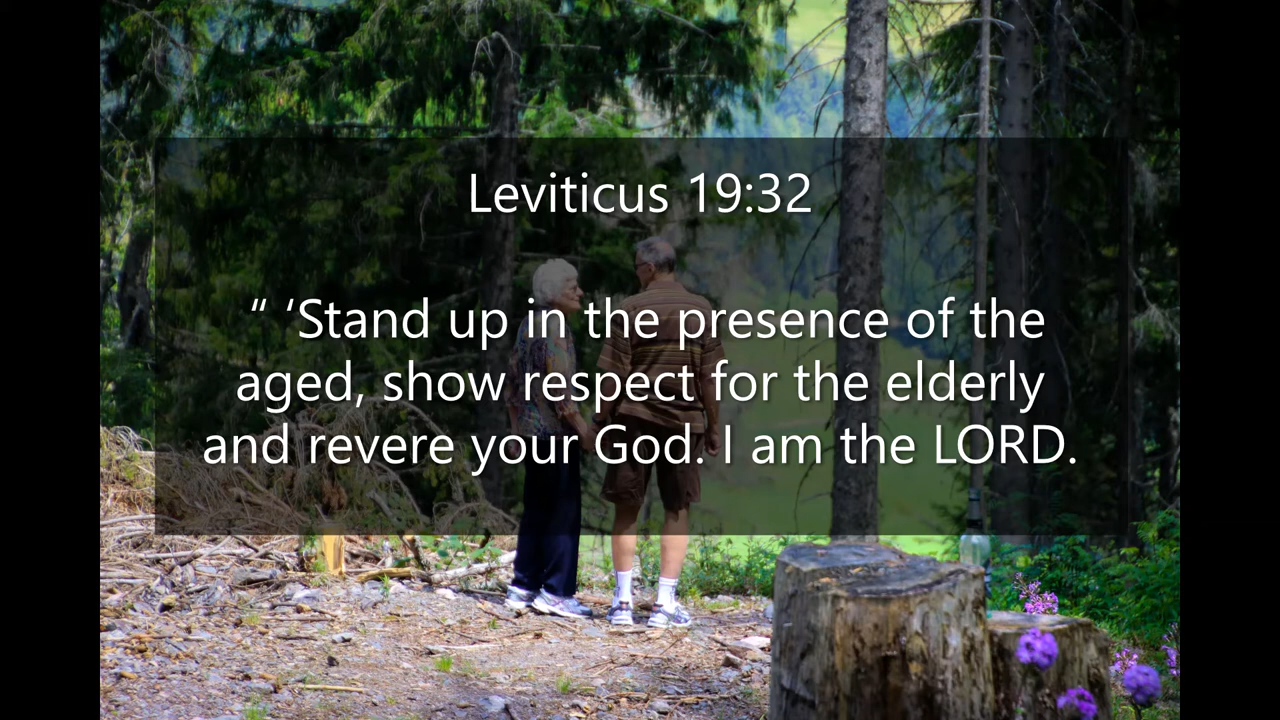 Leviticus 19:32
“ ‘Stand up in the presence of the
aged, show respect for the elderly
and revere your God. I am the LORD.